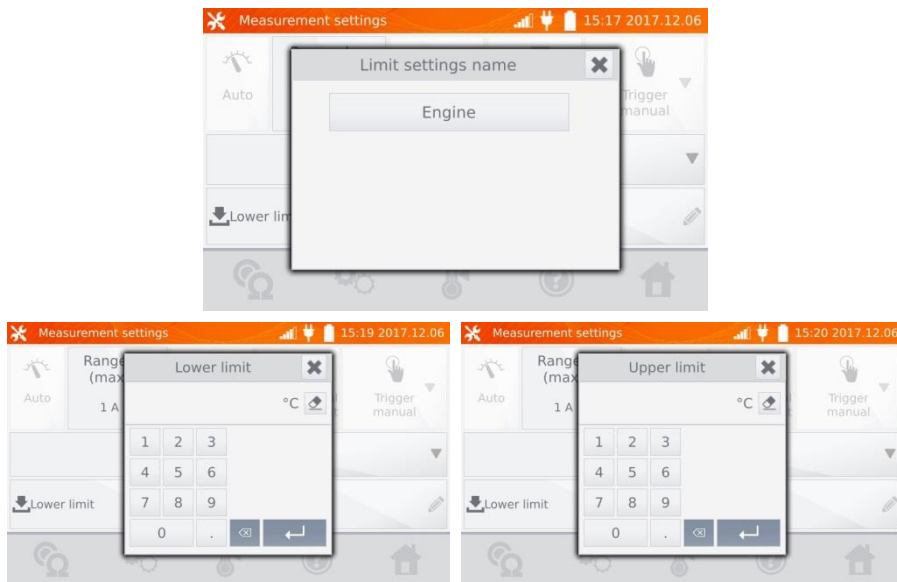 Measurement settings 15:17 2017.12.06
Limit settings name
Auto
Trigger
manual
Engine
Lower lim
Measurement settings 15:19 2017.12.06
Range
(max
Lower limit
Auto
1 A
°C
Trigger
manual
1 2 3
4 5 6
Lower limit
7 8 9
0 .
Measurement settings 15:20 2017.12.06
Range
(max
Upper limit
Auto
1 A
°C
Trigger
manual
1 2 3
4 5 6
Lower limit
7 8 9
0 .